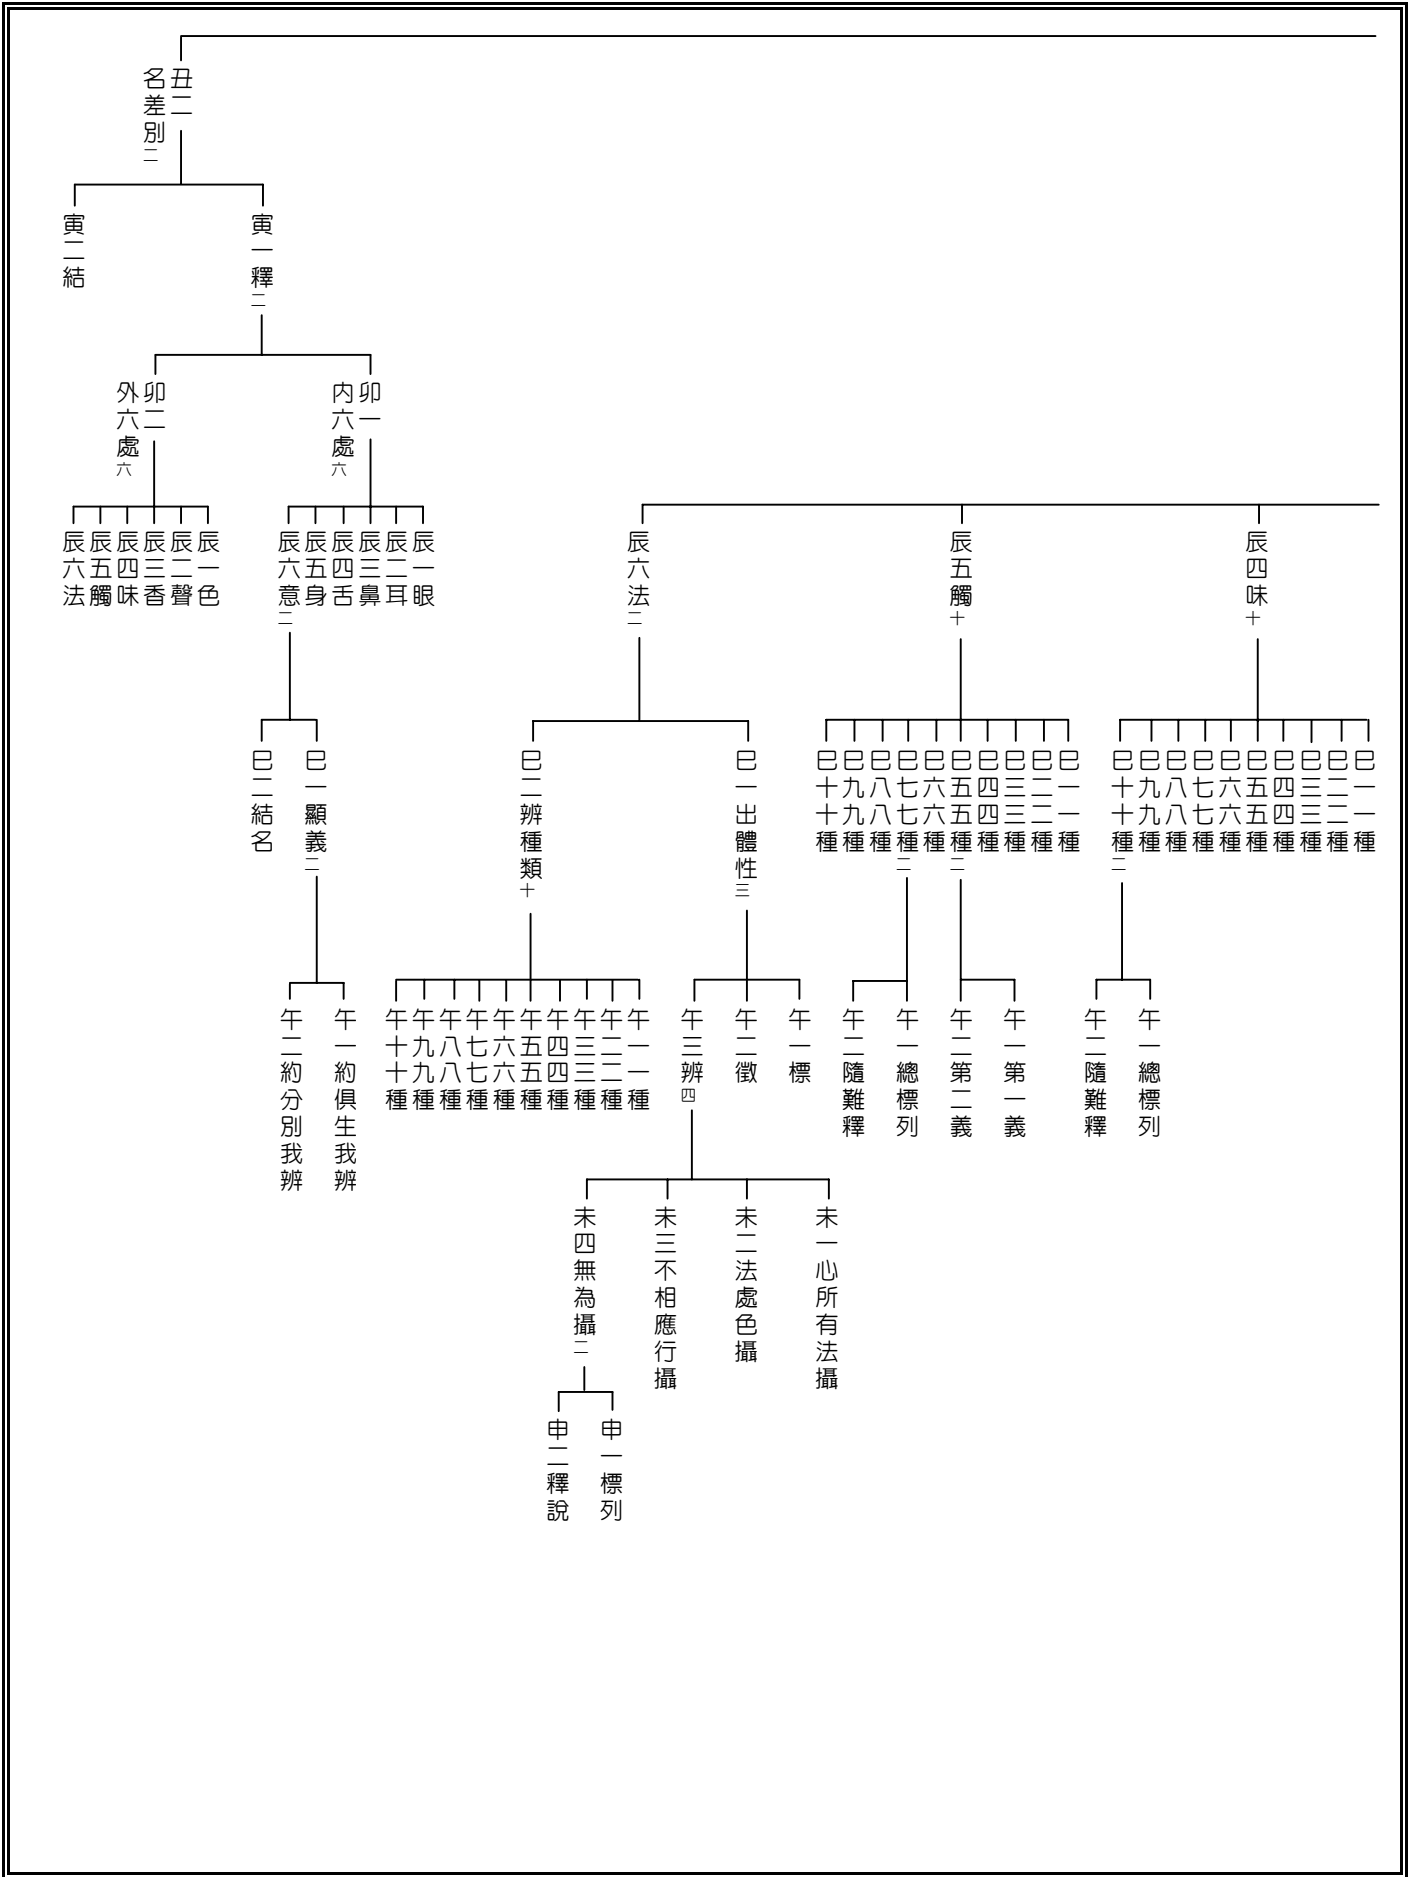 丑二
名差別二
寅一釋二
寅二結
卯一
内六處六
卯二
外六處六
辰四味十
辰五觸十
辰六法二
辰一眼
辰二耳
辰三鼻
辰四舌
辰五身
辰六意二
辰一色
辰二聲
辰三香
辰四味
辰五觸
辰六法
巳一一種
巳二二種
巳三三種
巳四四種
巳五五種
巳六六種
巳七七種
巳八八種
巳九九種
巳十十種二
巳一一種
巳二二種
巳三三種
巳四四種
巳五五種二
巳六六種
巳七七種二
巳八八種
巳九九種
巳十十種
巳一出體性三
巳二辨種類十
巳一顯義二
巳二結名
午一總標列
午二隨難釋
午一第一義
午二第二義
午一總標列
午二隨難釋
午一標
午二徵
午三辨四
午一一種
午二二種
午三三種
午四四種
午五五種
午六六種
午七七種
午八八種
午九九種
午十十種
午一約俱生我辨
午二約分別我辨
未一心所有法攝
未二法處色攝
未三不相應行攝
未四無為攝二
申一標列
申二釋說